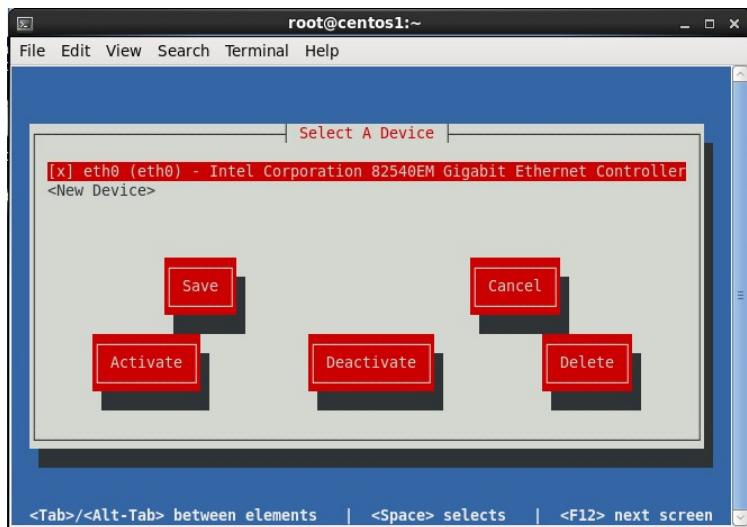 root@centos1:~
File Edit View Search Terminal Help
Select A Device
[x] eth0 (eth0) - Intel Corporation 82540EM Gigabit Ethernet Controller
<New Device>
Save Cancel
Activate Deactivate Delete
<Tab>/<Alt-Tab> between elements | <Space> selects | <F12> next screen